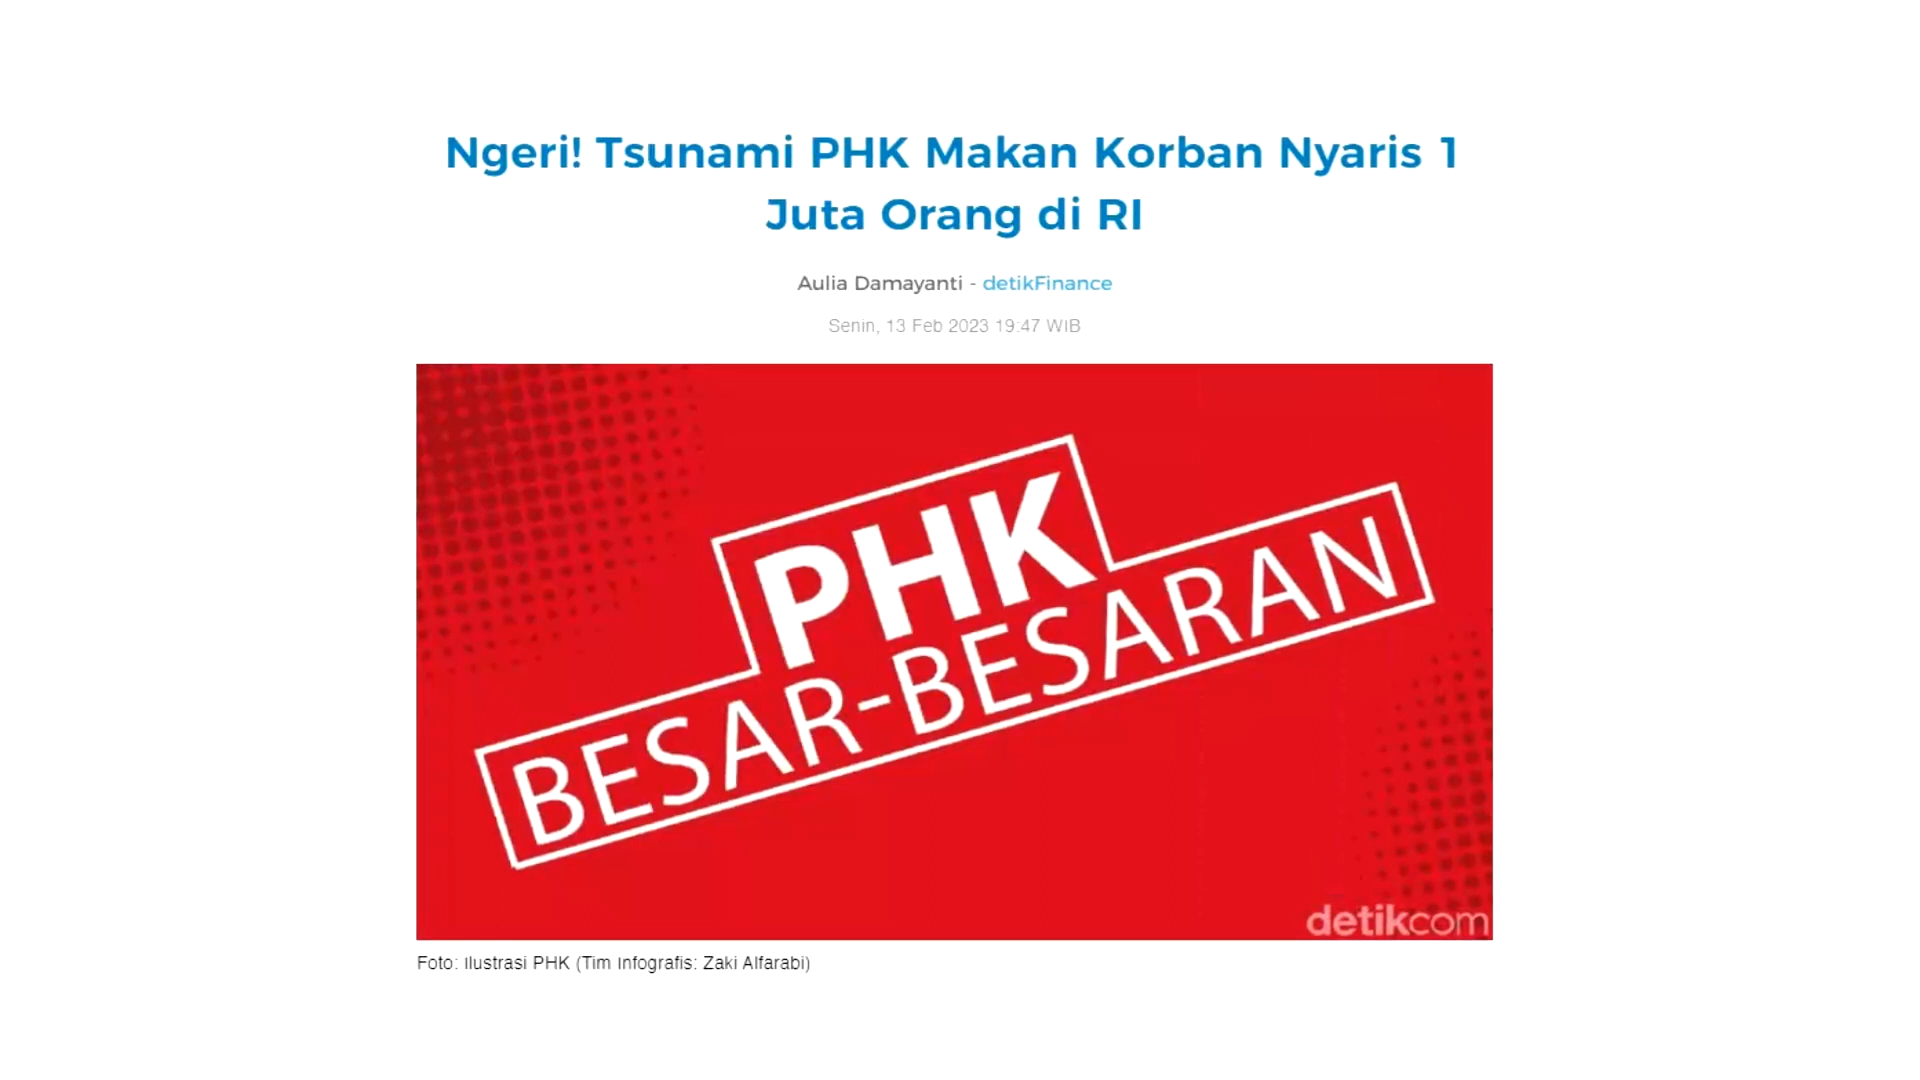 Ngeri! Tsunami PHK Makan Korban Nyaris 1
Juta Orang di RI
Aulia Damayanti - detikFinance
Senin, 13 Feb 2023 19:47 WIB
PHK
BESAR-BESARAN
detikcom
Foto: Ilustrasi PHK (Tim Infografis: Zaki Alfarabi)